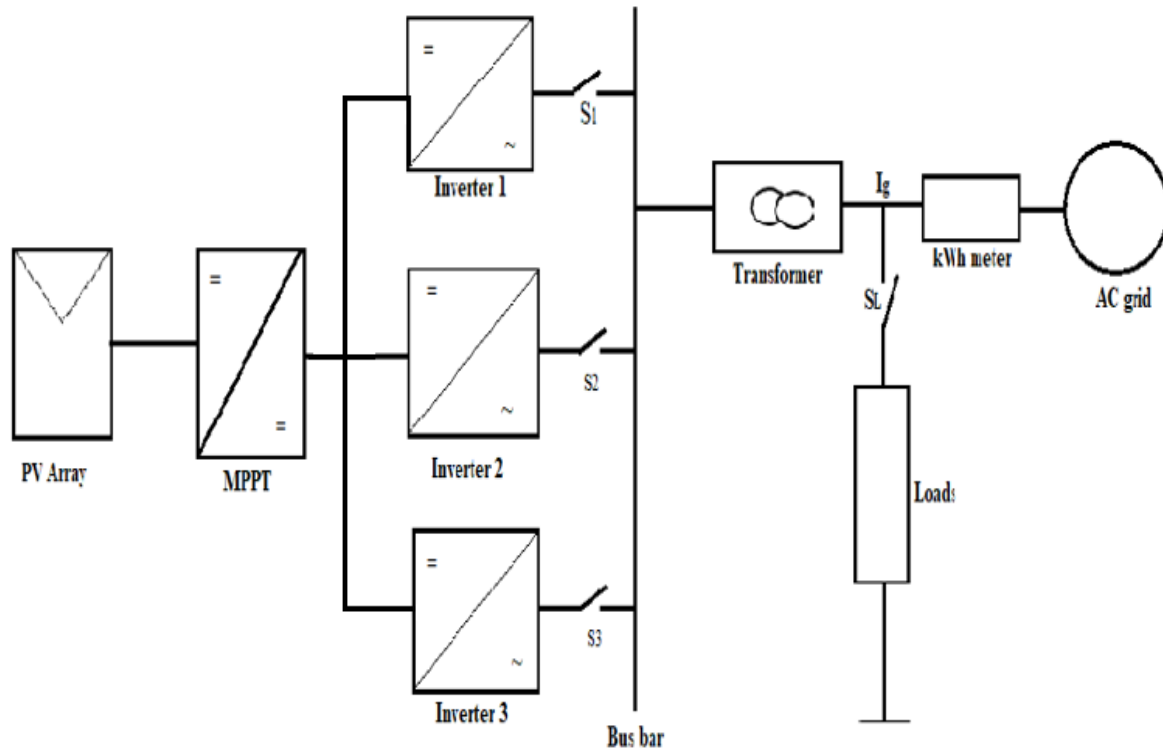 =
~
Inverter 1
S1
=
~
Inverter 2
S2
=
~
Inverter 3
S3
PV Array
=
=
MPPT
Bus bar
Transformer
Ig
kWh meter
AC grid
SL
Loads